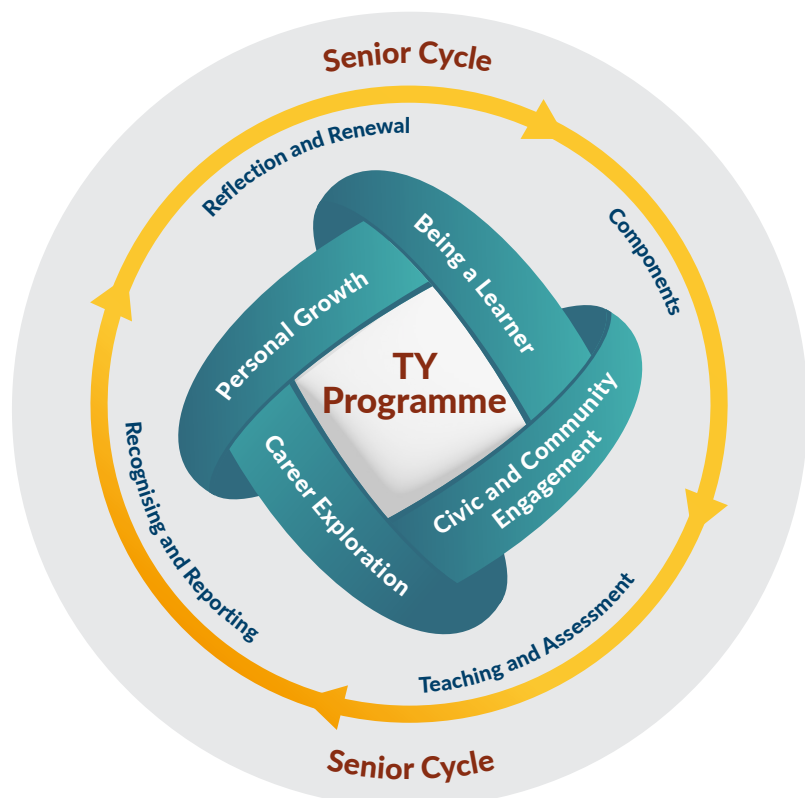 Senior Cycle
Reflection and Renewal
Components
Being a Learner
Personal Growth
TY
Programme
Civic and Community
Engagement
Career Exploration
Recognising and Reporting
Teaching and Assessment
Senior Cycle